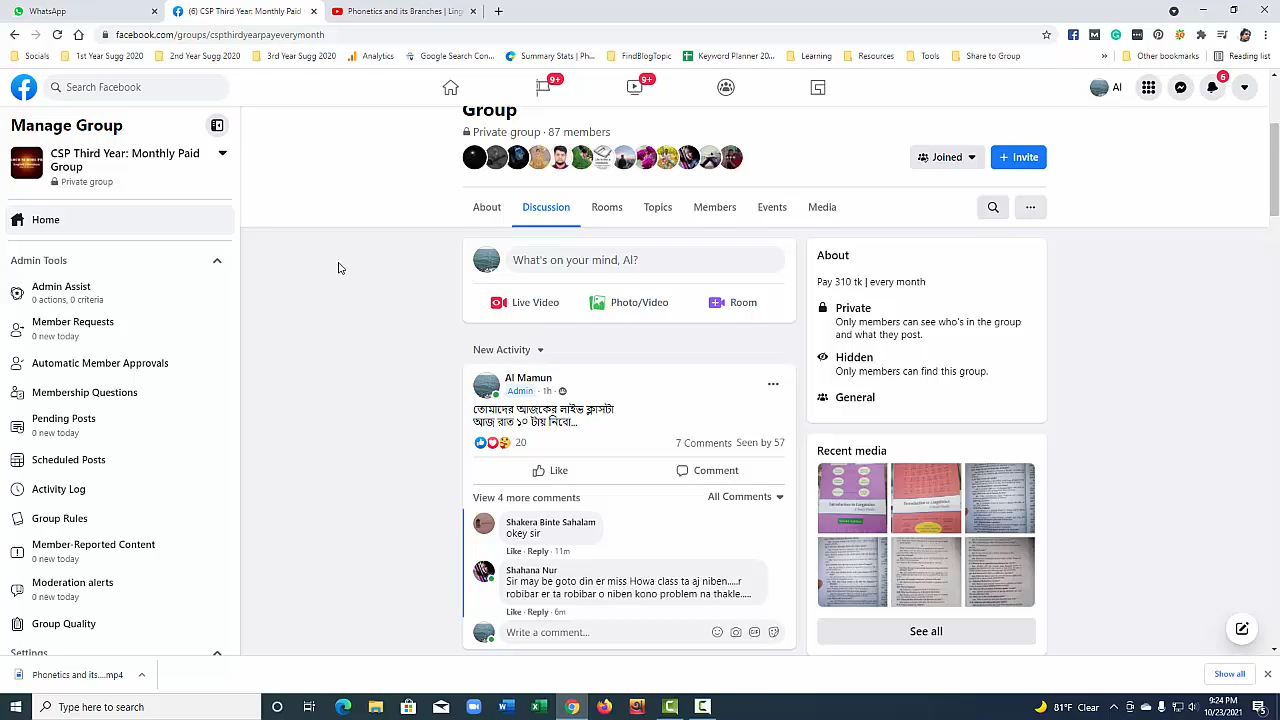 WhatsApp
(6) CSP Third Year: Monthly Paid
Phonetics and its Branches | Ling
facebook.com/groups/cspthirdyearpayeverymonth
Socials
1st Year Sugg 2020
2nd Year Sugg 2020
3rd Year Sugg 2020
Analytics
Google Search Con...
Summary Stats | Ph...
FindBlogTopic
Keyword Planner 20...
Learning
Resources
Tools
Share to Group
Other bookmarks
Reading list
Search Facebook
9+
9+
Al
6
Manage Group
CSP Third Year: Monthly Paid
Group
Private group
Home
Admin Tools
Admin Assist
0 actions, 0 criteria
Member Requests
0 new today
Automatic Member Approvals
Membership Questions
Pending Posts
0 new today
Scheduled Posts
Activity Log
Group Rules
Member-Reported Content
0 new today
Moderation alerts
0 new today
Group Quality
Settings
Group
Private group · 87 members
Joined
+ Invite
About
Discussion
Rooms
Topics
Members
Events
Media
What's on your mind, Al?
Live Video
Photo/Video
Room
New Activity
Al Mamun
Admin · 1h ·
তোমাদের আজকের লাইভ ক্লাসটা
আজ রাত ১০ টায় নিবো...
20
7 Comments Seen by 57
Like
Comment
View 4 more comments
All Comments
Shakera Binte Sahalam
okey sir
Like · Reply · 11m
Shahana Nur
Sir may be goto din er miss howa class ta aj
robibar er ta robibar o niben kono problem
Like · Reply
Write a comment...
About
Pay 310 tk | every month
Private
Only members can see who's in the group
and what they post.
Hidden
Only members can find this group.
General
Recent media
Introduction to Linguistics
See all
Phonetics and its....mp4
Show all
Type here to search
81°F Clear
9:24 PM
10/23/2021